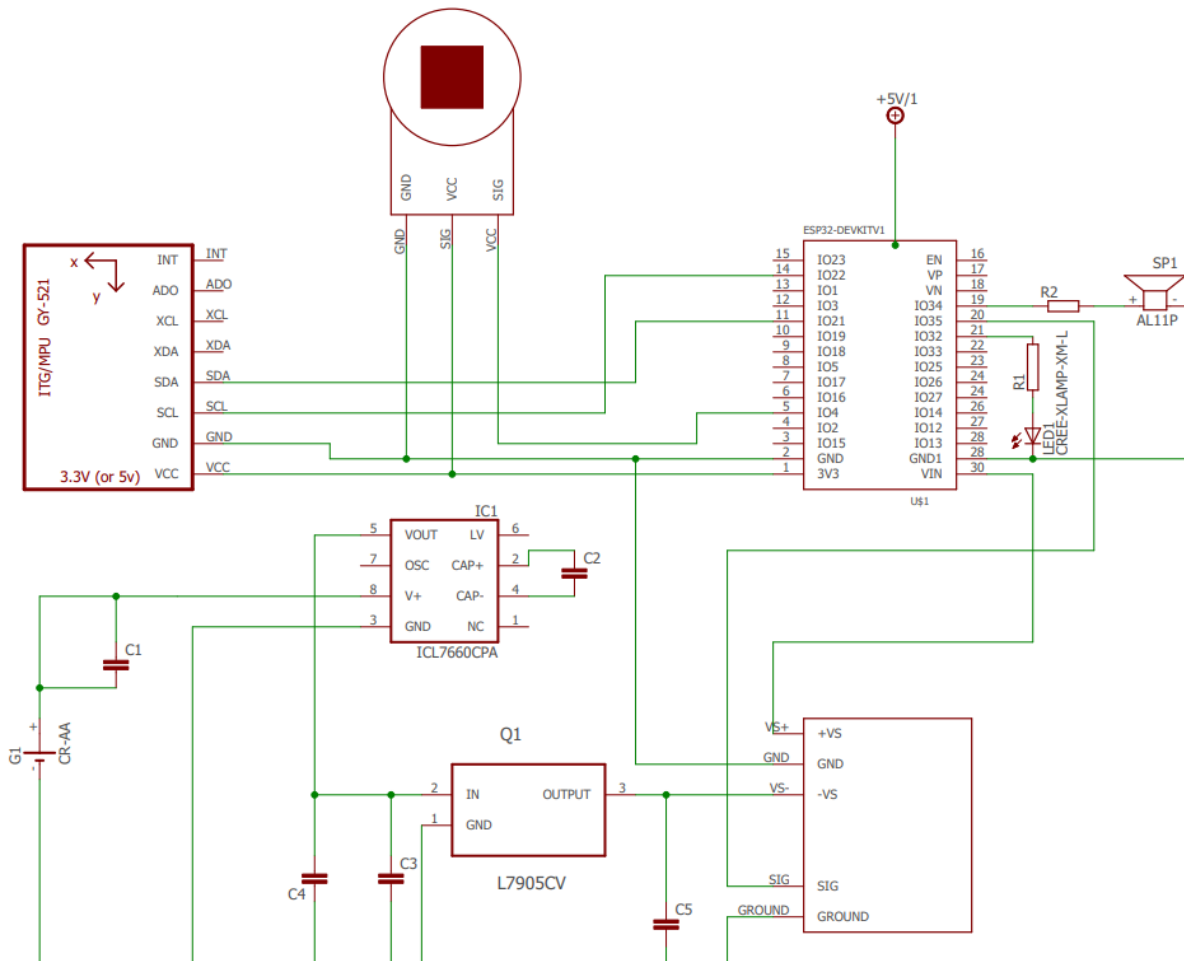 +5V/1
GND
VCC
SIG
GND
SIG
VCC
ITG/MPU GY-521
x
y
INT INT
ADO ADO
XCL XCL
XDA XDA
SDA SDA
SCL SCL
GND GND
VCC VCC
3.3V (or 5v)
ESP32-DEVKITV1
15 IO23 EN 16
14 IO22 VP 17
13 IO1 VN 18
12 IO3 IO34 19
11 IO21 IO35 20
10 IO19 IO32 21
9 IO18 IO33 22
8 IO5 IO25 23
7 IO17 IO26 24
6 IO16 IO27 24
5 IO4 IO14 26
4 IO2 IO12 27
3 IO15 IO13 28
2 GND GND1 28
1 3V3 VIN 30
U$1
R2
SP1
+ -
AL11P
R1
LED1
CREE-XLAMP-XM-L
IC1
5 VOUT LV 6
7 OSC CAP+ 2
8 V+ CAP- 4
3 GND NC 1
ICL7660CPA
C2
C1
G1
+
-
CR-AA
Q1
2 IN OUTPUT 3
1 GND
L7905CV
C4
C3
C5
VS+ +VS
GND GND
VS- -VS
SIG SIG
GROUND GROUND